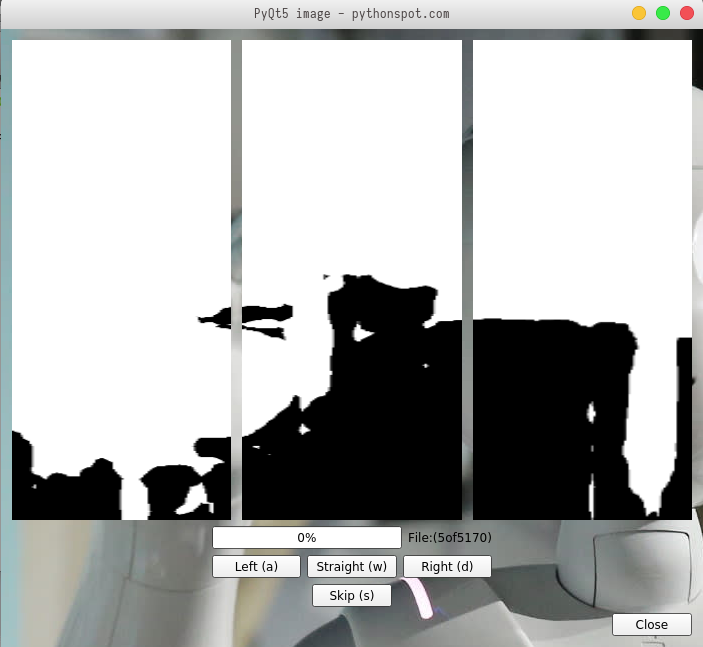 PyQt5 image – pythonspot.com
0% File:(5of5170)
Left (a) Straight (w) Right (d)
Skip (s)
Close